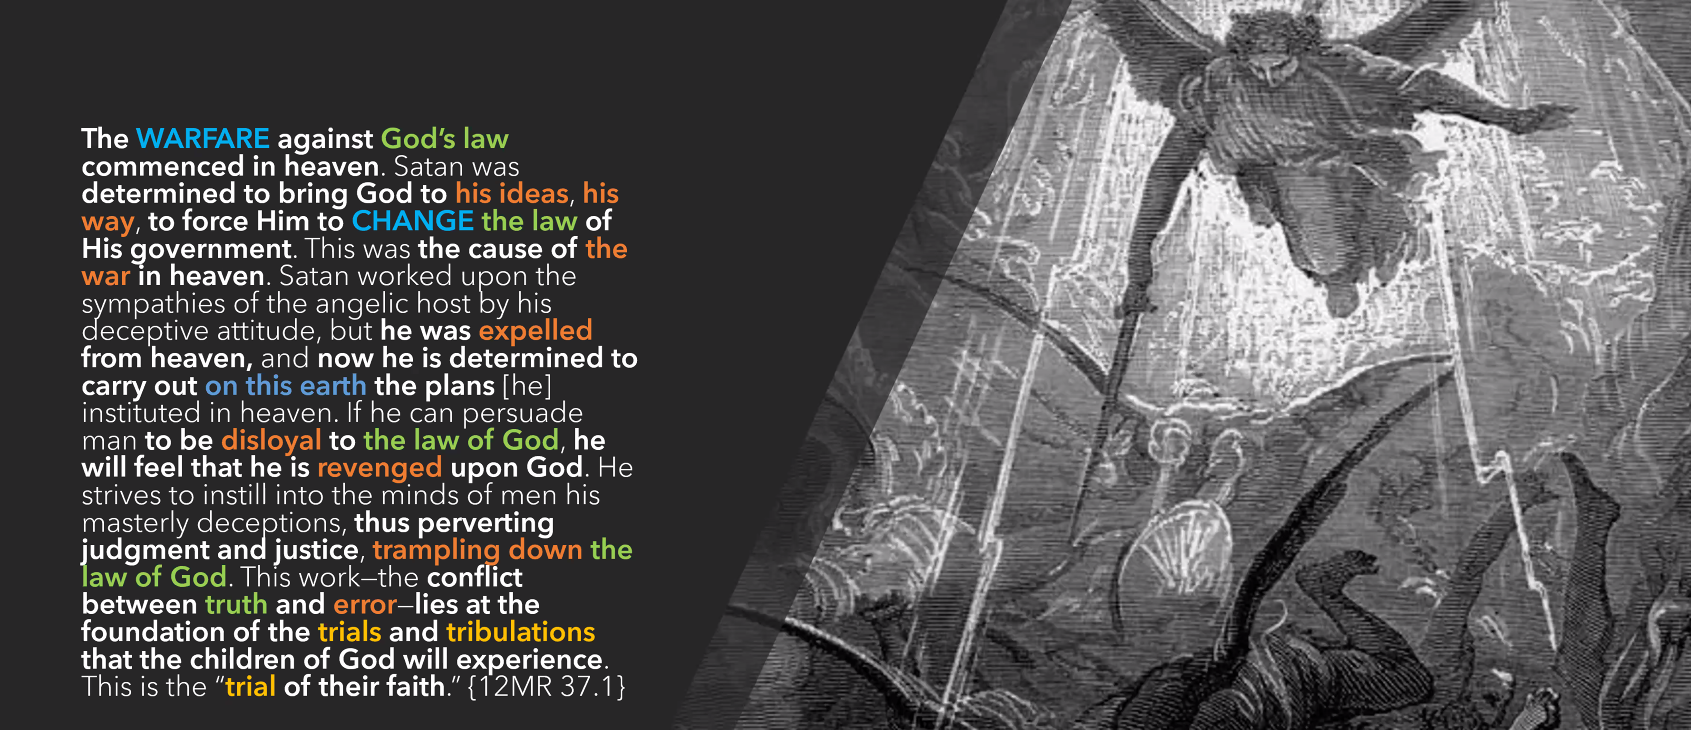 The WARFARE against God’s law
commenced in heaven. Satan was
determined to bring God to his ideas, his
way, to force Him to CHANGE the law of
His government. This was the cause of the
war in heaven. Satan worked upon the
sympathies of the angelic host by his
deceptive attitude, but he was expelled
from heaven, and now he is determined to
carry out on this earth the plans [he]
instituted in heaven. If he can persuade
man to be disloyal to the law of God, he
will feel that he is revenged upon God. He
strives to instill into the minds of men his
masterly deceptions, thus perverting
judgment and justice, trampling down the
law of God. This work—the conflict
between truth and error—lies at the
foundation of the trials and tribulations
that the children of God will experience.
This is the “trial of their faith.” {12MR 37.1}